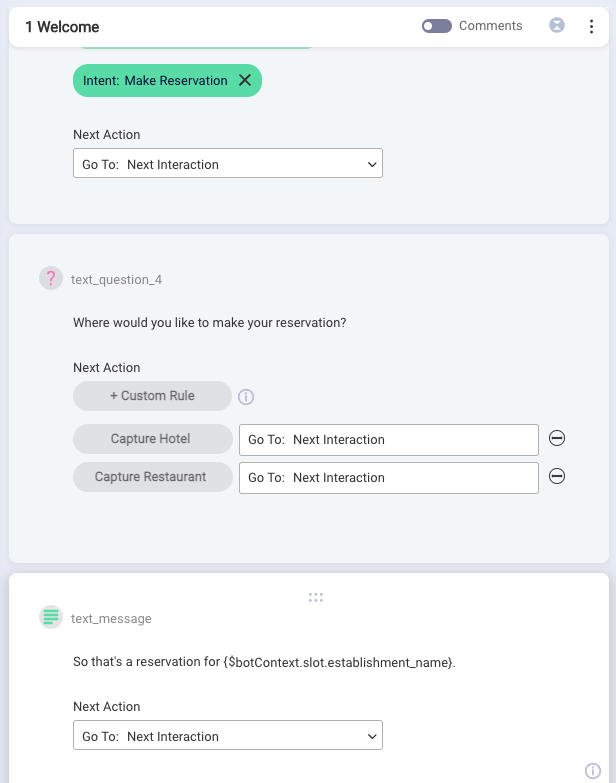 1 Welcome
Comments
Intent: Make Reservation
Next Action
Go To: Next Interaction
?
text_question_4
Where would you like to make your reservation?
Next Action
+ Custom Rule
Capture Hotel
Go To: Next Interaction
Capture Restaurant
Go To: Next Interaction
text_message
So that's a reservation for {$botContext.slot.establishment_name}.
Next Action
Go To: Next Interaction